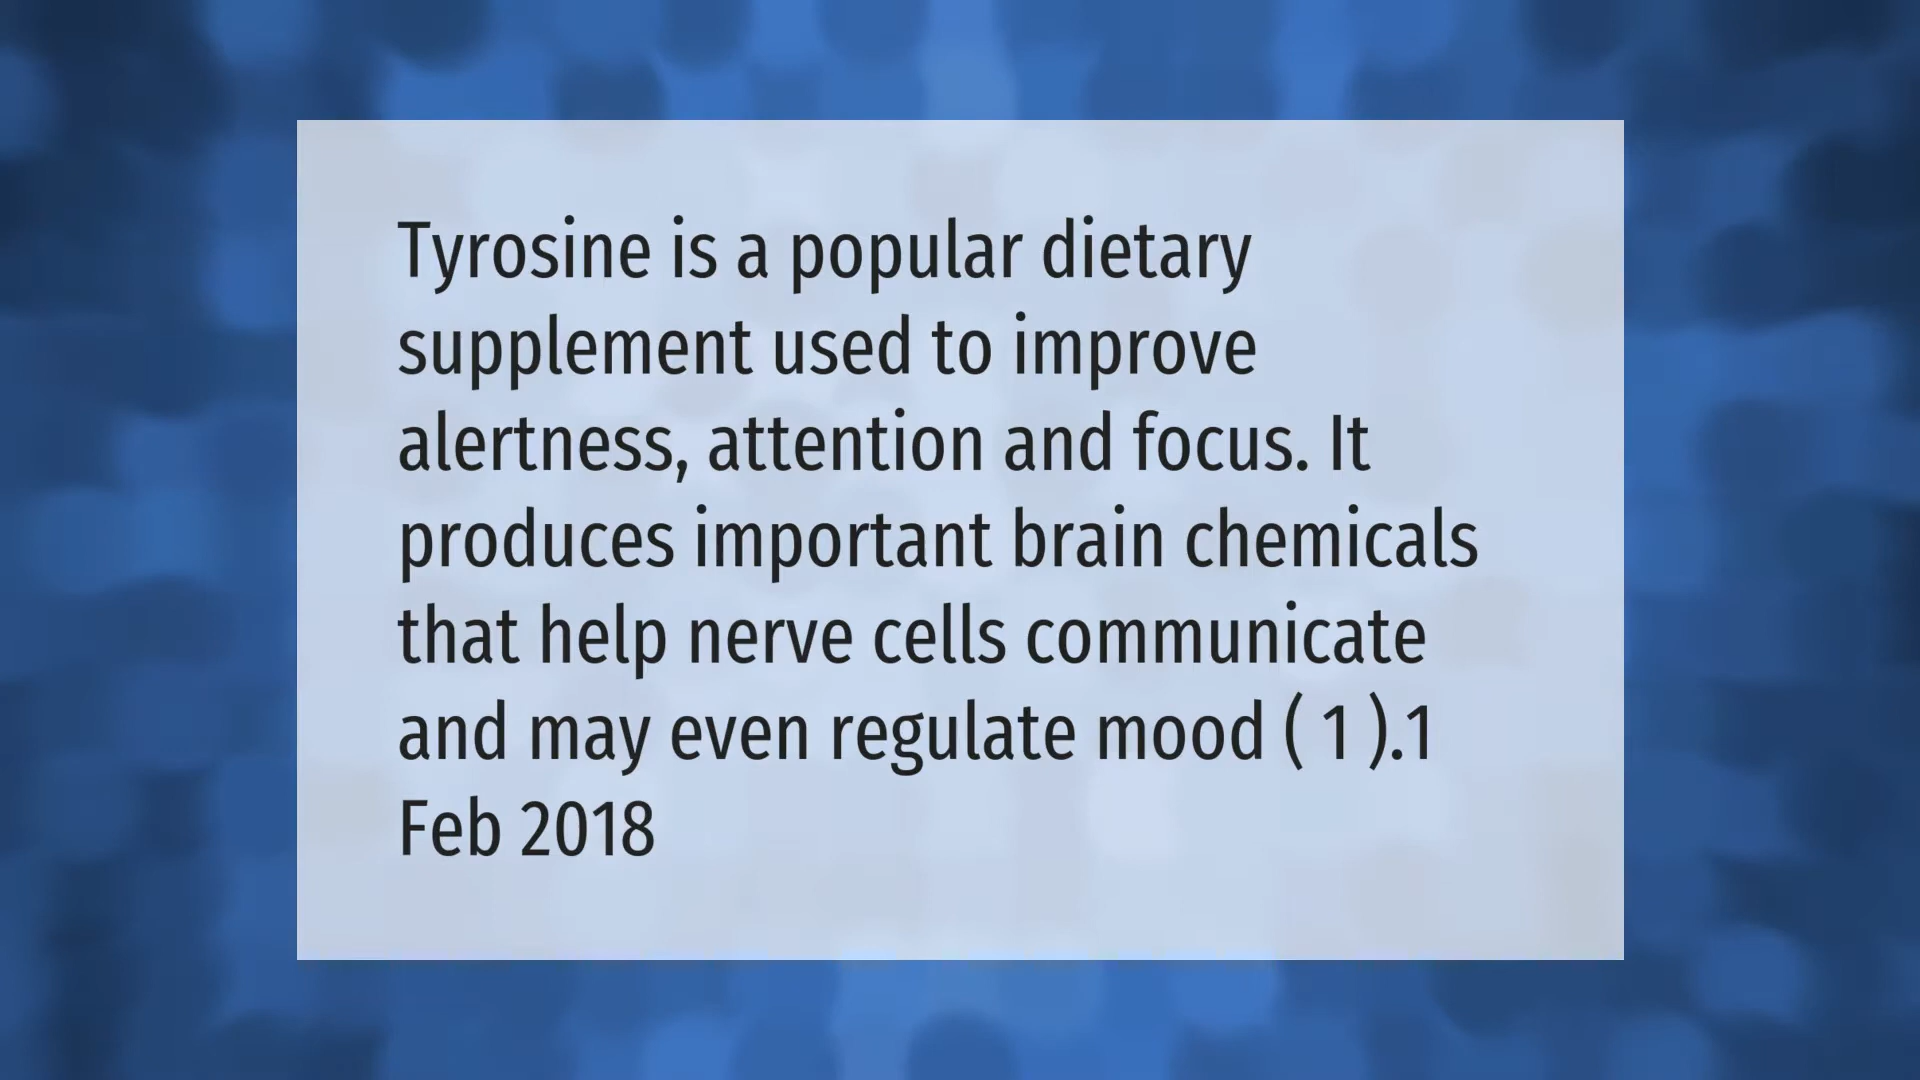 Tyrosine is a popular dietary
supplement used to improve
alertness, attention and focus. It
produces important brain chemicals
that help nerve cells communicate
and may even regulate mood ( 1 ).1
Feb 2018